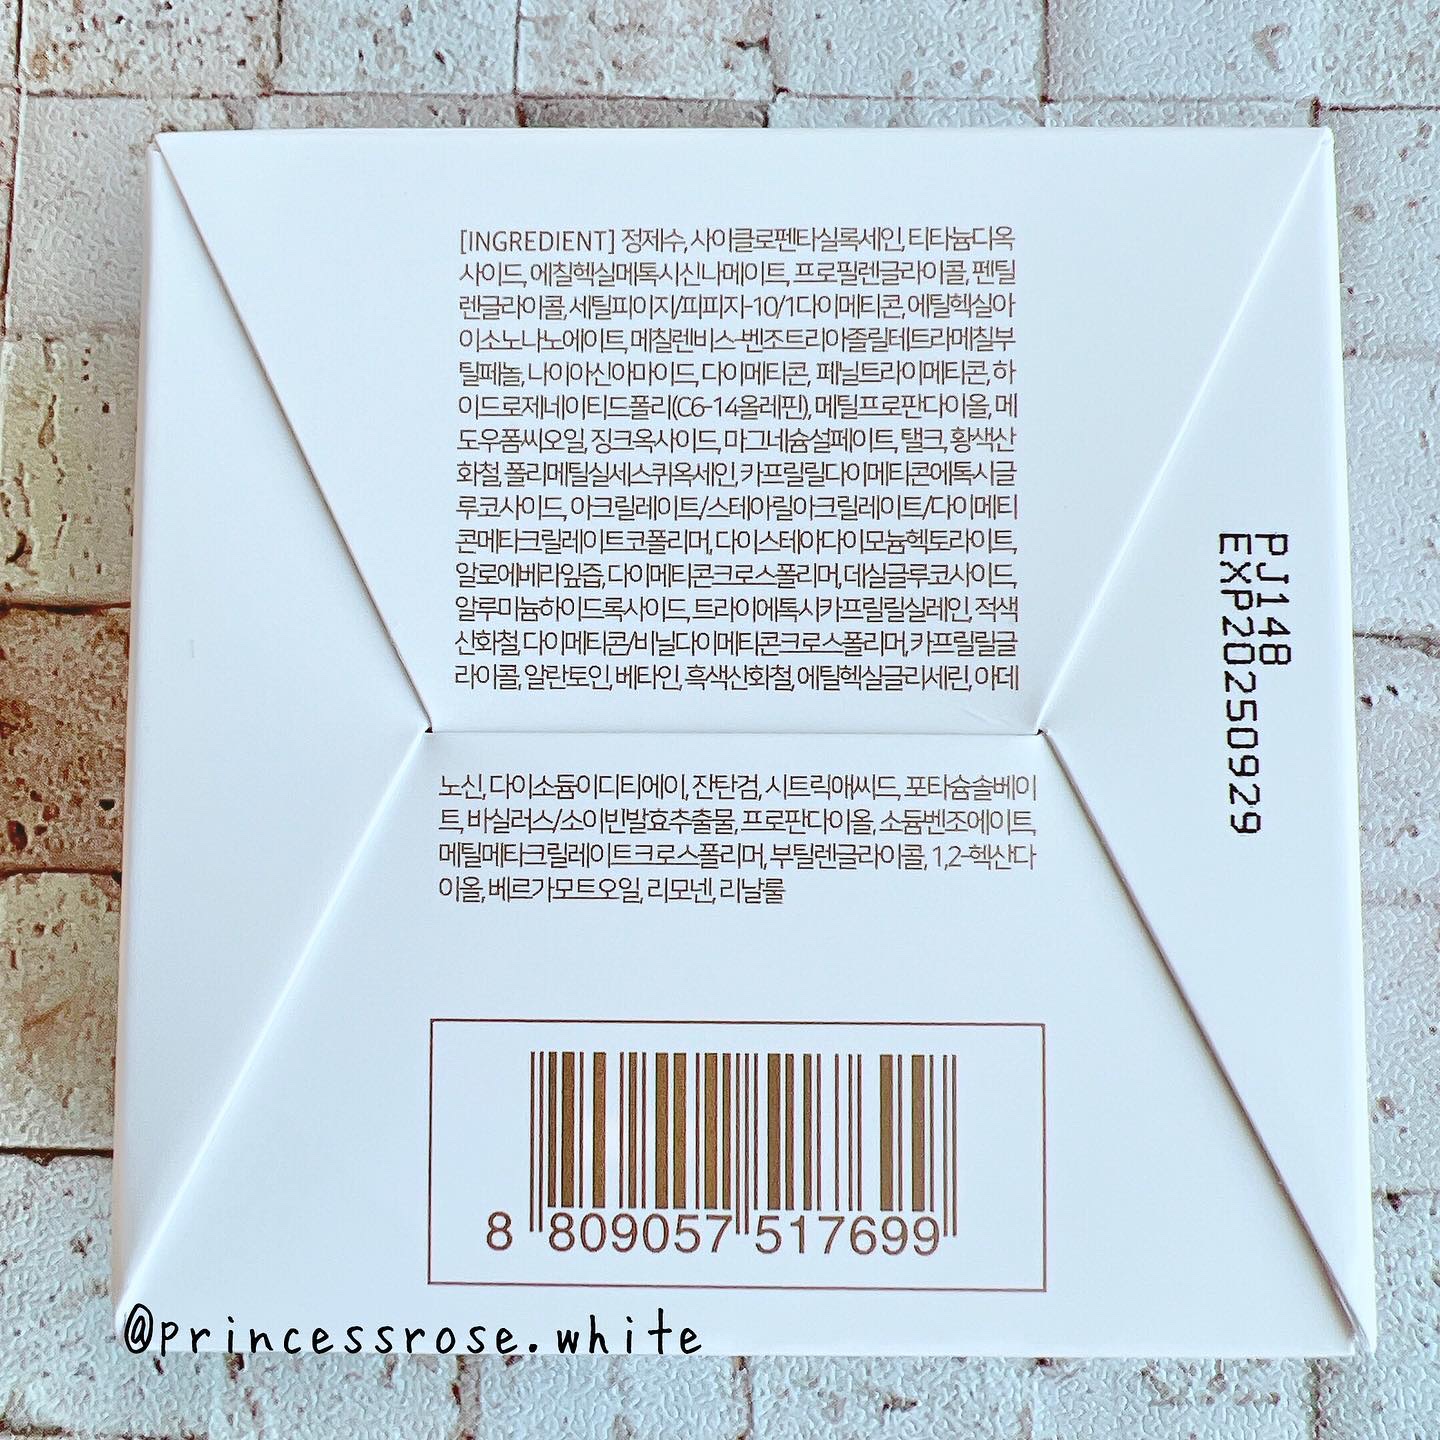 [INGREDIENT] 정제수, 사이클로펜타실록세인, 티타늄디옥
사이드, 에칠헥실메톡시신나메이트, 프로필렌글라이콜, 펜틸
렌글라이콜, 세틸피이지/피피지-10/1다이메티콘, 에틸헥실아
이소노나노에이트, 메칠렌비스-벤조트리아졸릴테트라메칠부
틸페놀, 나이아신아마이드, 다이메티콘, 페닐트라이메티콘, 하
이드로제네이티드폴리(C6-14올레핀), 메틸프로판다이올, 메
도우폼씨오일, 징크옥사이드, 마그네슘설페이트, 탤크, 황색산
화철, 폴리메틸실세스퀴옥세인, 카프릴릴다이메티콘에톡시글
루코사이드, 아크릴레이트/스테아릴아크릴레이트/다이메티
콘메타크릴레이트코폴리머, 다이스테아다이모늄헥토라이트,
알로에베라잎즙, 다이메티콘크로스폴리머, 데실글루코사이드,
알루미늄하이드록사이드, 트라이에톡시카프릴릴실레인, 적색
산화철, 다이메티콘/비닐다이메티콘크로스폴리머, 카프릴릴글
라이콜, 알란토인, 베타인, 흑색산화철, 에틸헥실글리세린, 아데
노신, 다이소듐이디티에이, 잔탄검, 시트릭애씨드, 포타슘솔베이
트, 바실러스/소이빈발효추출물, 프로판다이올, 소듐벤조에이트,
메틸메타크릴레이트크로스폴리머, 부틸렌글라이콜, 1,2-헥산다
이올, 베르가모트오일, 리모넨, 리날룰
PJ148
EXP20250929
8 809057 517699
@princessrose.white